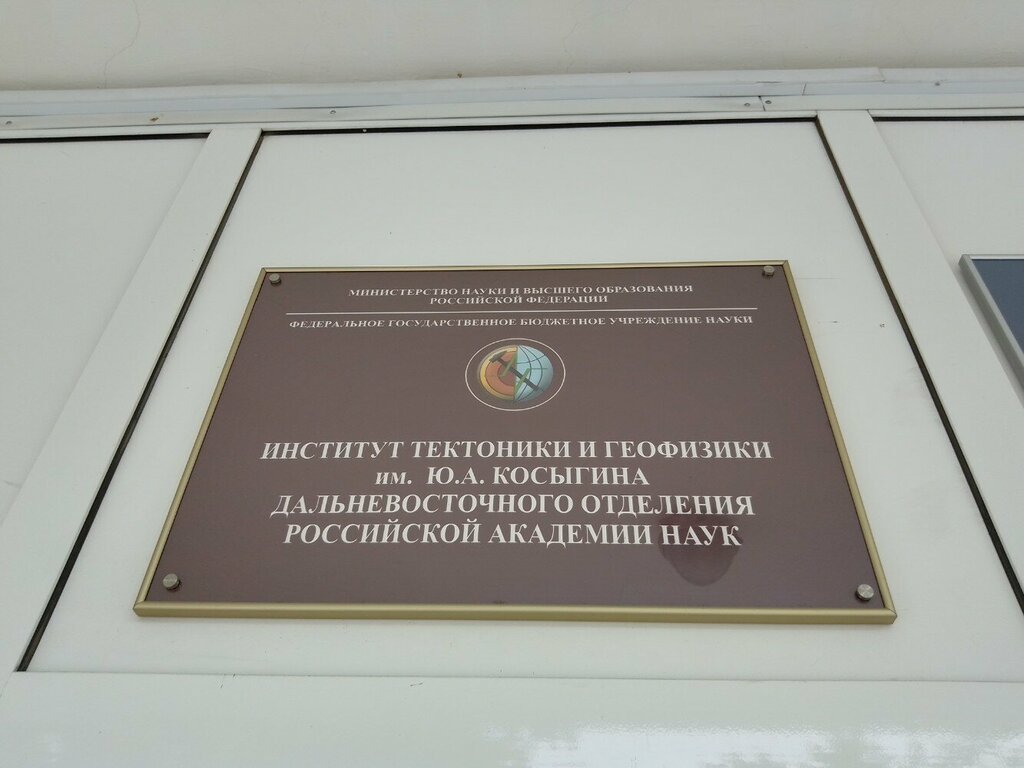 МИНИСТЕРСТВО НАУКИ И ВЫСШЕГО ОБРАЗОВАНИЯ
РОССИЙСКОЙ ФЕДЕРАЦИИ
ФЕДЕРАЛЬНОЕ ГОСУДАРСТВЕННОЕ БЮДЖЕТНОЕ УЧРЕЖДЕНИЕ НАУКИ
ИНСТИТУТ ТЕКТОНИКИ И ГЕОФИЗИКИ
им. Ю.А. КОСЫГИНА
ДАЛЬНЕВОСТОЧНОГО ОТДЕЛЕНИЯ
РОССИЙСКОЙ АКАДЕМИИ НАУК